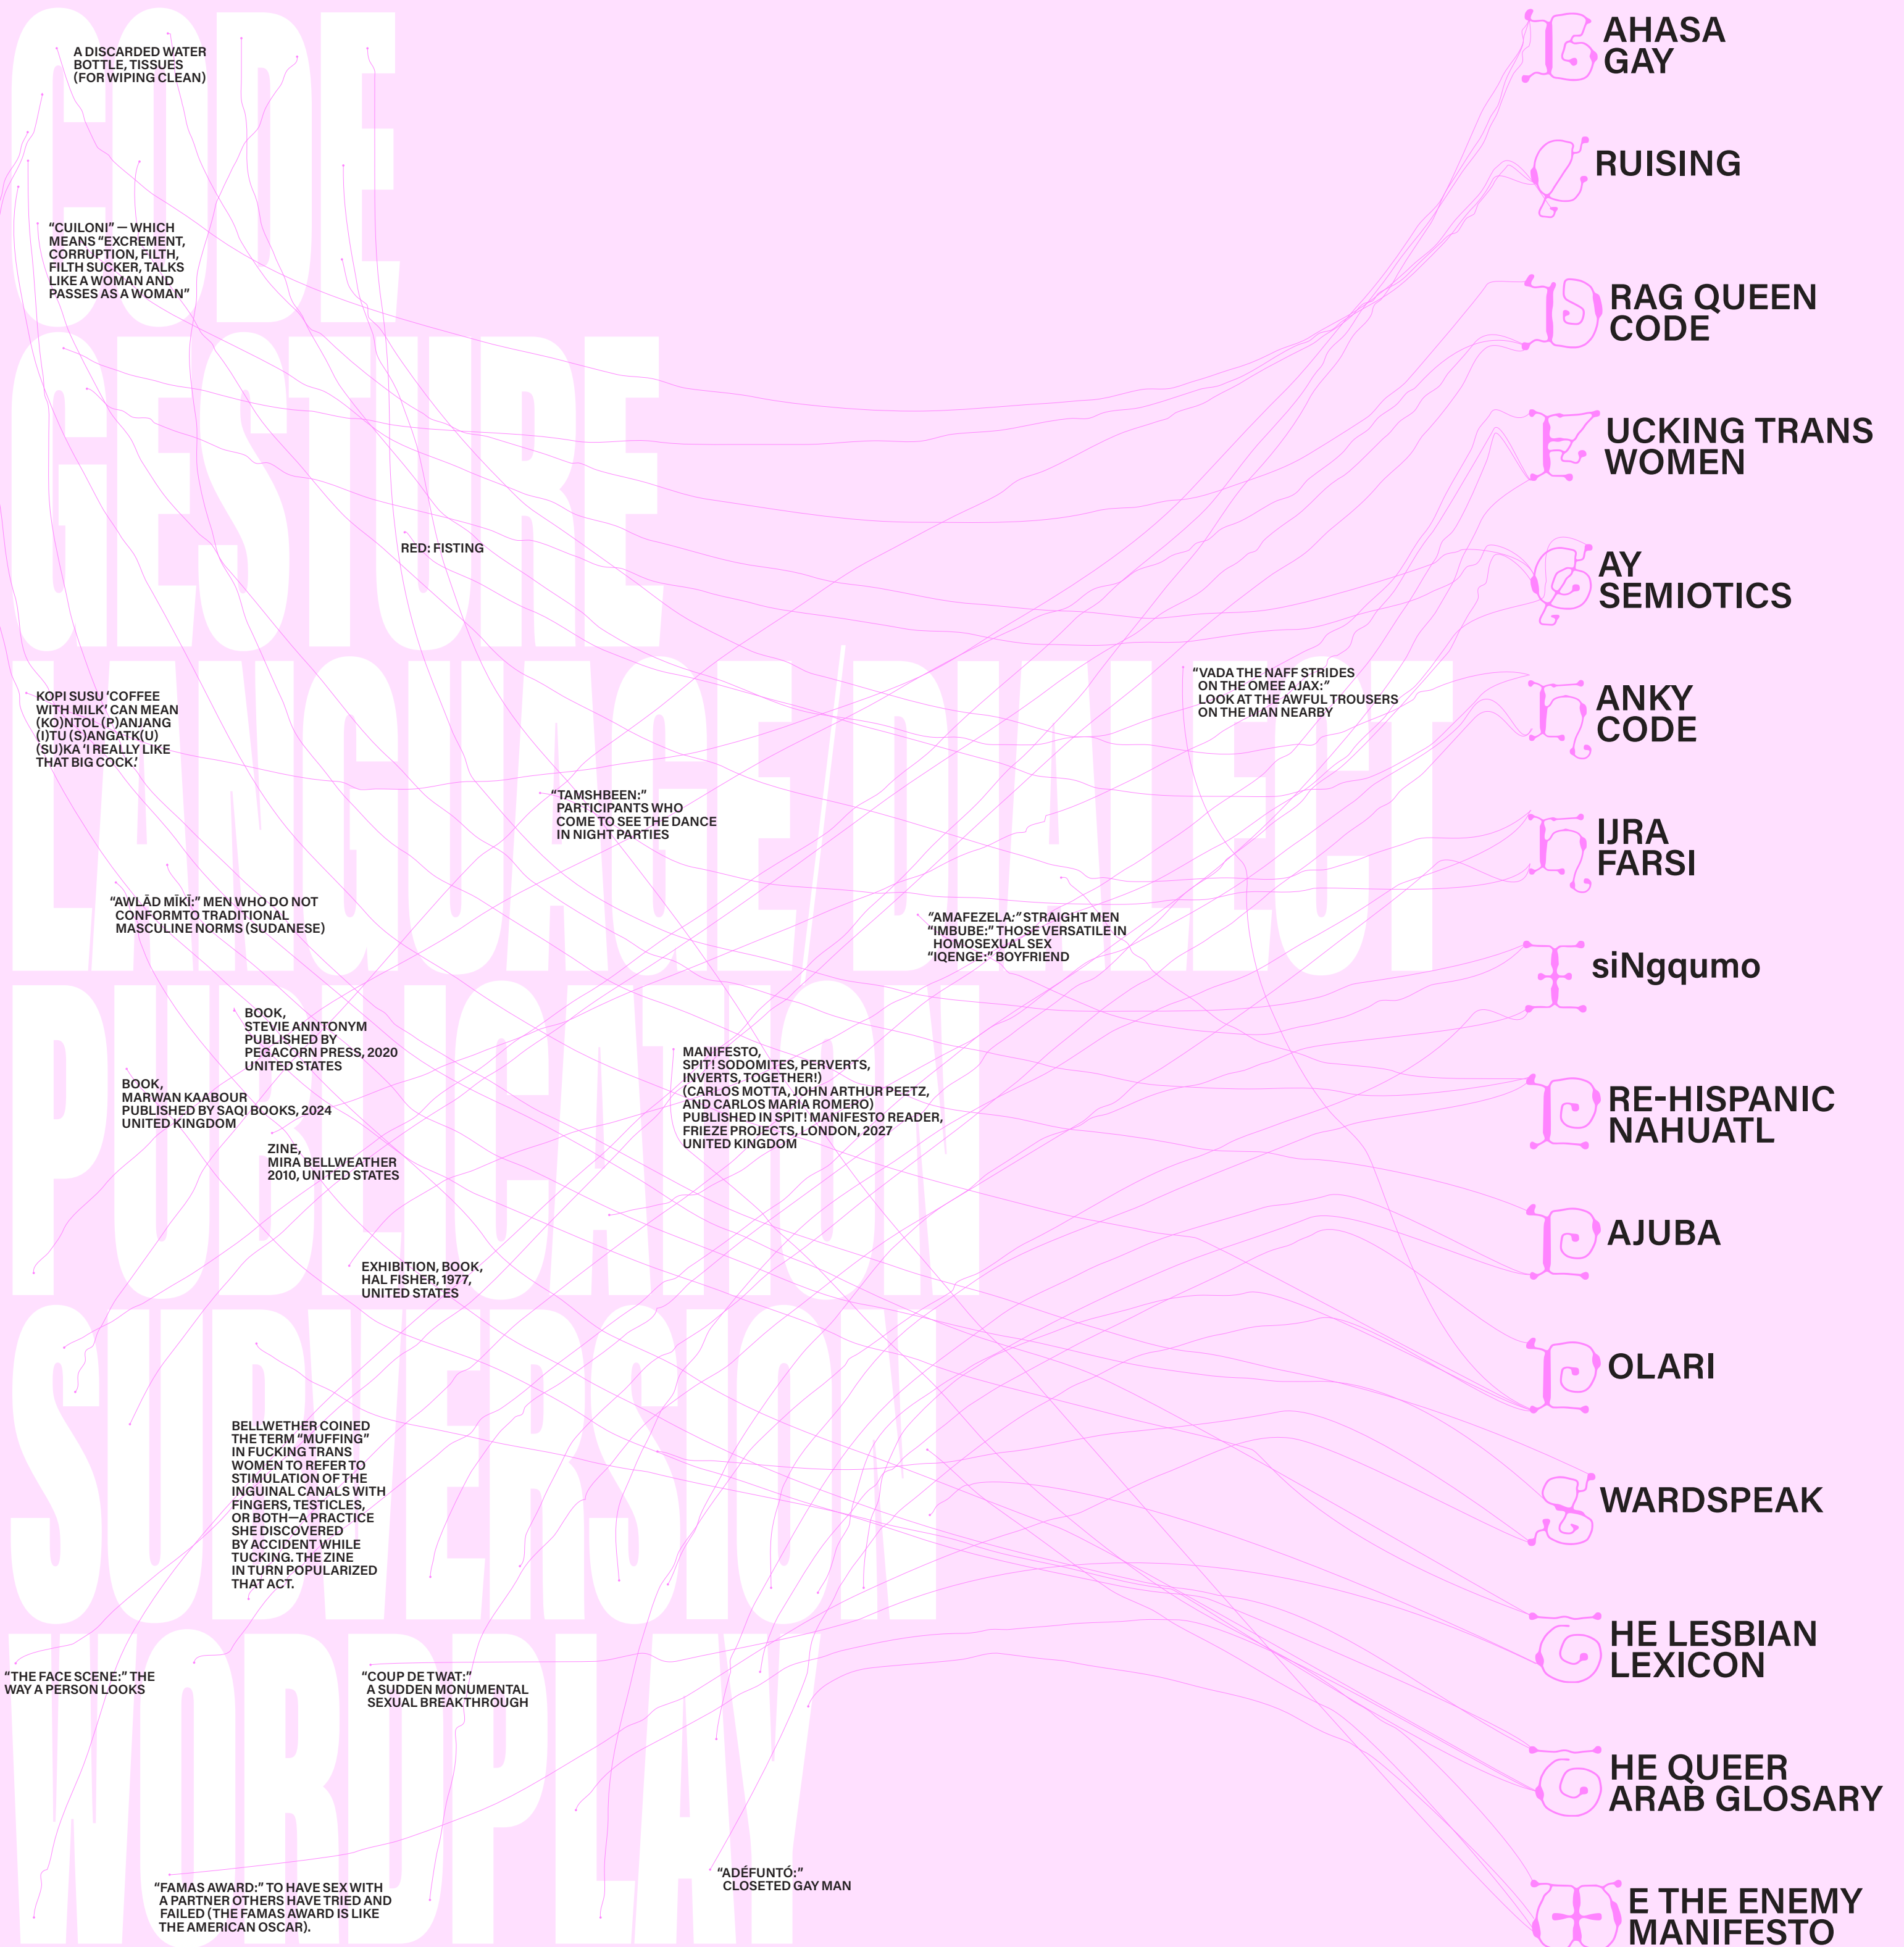 CODE
A DISCARDED WATER
BOTTLE, TISSUES
(FOR WIPING CLEAN)
“CUILONI” — WHICH
MEANS “EXCREMENT,
CORRUPTION, FILTH,
FILTH SUCKER, TALKS
LIKE A WOMAN AND
PASSES AS A WOMAN”
GESTURE
RED: FISTING
LANGUAGE/DIALECT
“VADA THE NAFF STRIDES
ON THE OMEE AJAX:”
LOOK AT THE AWFUL TROUSERS
ON THE MAN NEARBY
KOPI SUSU ‘COFFEE
WITH MILK’ CAN MEAN
(KO)NTOL (P)ANJANG
(I)TU (S)ANGATK(U)
(SU)KA ‘I REALLY LIKE
THAT BIG COCK.’
“TAMSHBEEN:”
PARTICIPANTS WHO
COME TO SEE THE DANCE
IN NIGHT PARTIES
“AWLĀD MĪKĪ:” MEN WHO DO NOT
CONFORMTO TRADITIONAL
MASCULINE NORMS (SUDANESE)
“AMAFEZELA:” STRAIGHT MEN
“IMBUBE:” THOSE VERSATILE IN
HOMOSEXUAL SEX
“IQENGE:” BOYFRIEND
PUBLICATION
BOOK,
STEVIE ANNTONYM
PUBLISHED BY
PEGACORN PRESS, 2020
UNITED STATES
BOOK,
MARWAN KAABOUR
PUBLISHED BY SAQI BOOKS, 2024
UNITED KINGDOM
ZINE,
MIRA BELLWEATHER
2010, UNITED STATES
MANIFESTO,
SPIT! SODOMITES, PERVERTS,
INVERTS, TOGETHER!)
(CARLOS MOTTA, JOHN ARTHUR PEETZ,
AND CARLOS MARIA ROMERO)
PUBLISHED IN SPIT! MANIFESTO READER,
FRIEZE PROJECTS, LONDON, 2027
UNITED KINGDOM
EXHIBITION, BOOK,
HAL FISHER, 1977,
UNITED STATES
SUBVERSION
BELLWETHER COINED
THE TERM “MUFFING”
IN FUCKING TRANS
WOMEN TO REFER TO
STIMULATION OF THE
INGUINAL CANALS WITH
FINGERS, TESTICLES,
OR BOTH—A PRACTICE
SHE DISCOVERED
BY ACCIDENT WHILE
TUCKING. THE ZINE
IN TURN POPULARIZED
THAT ACT.
WORDPLAY
“THE FACE SCENE:” THE
WAY A PERSON LOOKS
“COUP DE TWAT:”
A SUDDEN MONUMENTAL
SEXUAL BREAKTHROUGH
“FAMAS AWARD:” TO HAVE SEX WITH
A PARTNER OTHERS HAVE TRIED AND
FAILED (THE FAMAS AWARD IS LIKE
THE AMERICAN OSCAR).
“ADÉFUNTÓ:”
CLOSETED GAY MAN
BAHASA
GAY
CRUISING
DRAG QUEEN
CODE
FUCKING TRANS
WOMEN
GAY
SEMIOTICS
HANKY
CODE
HIJRA
FARSI
IsiNgqumo
PRE-HISPANIC
NAHUATL
PAJUBA
POLARI
SWARDSPEAK
THE LESBIAN
LEXICON
THE QUEER
ARAB GLOSARY
WE THE ENEMY
MANIFESTO